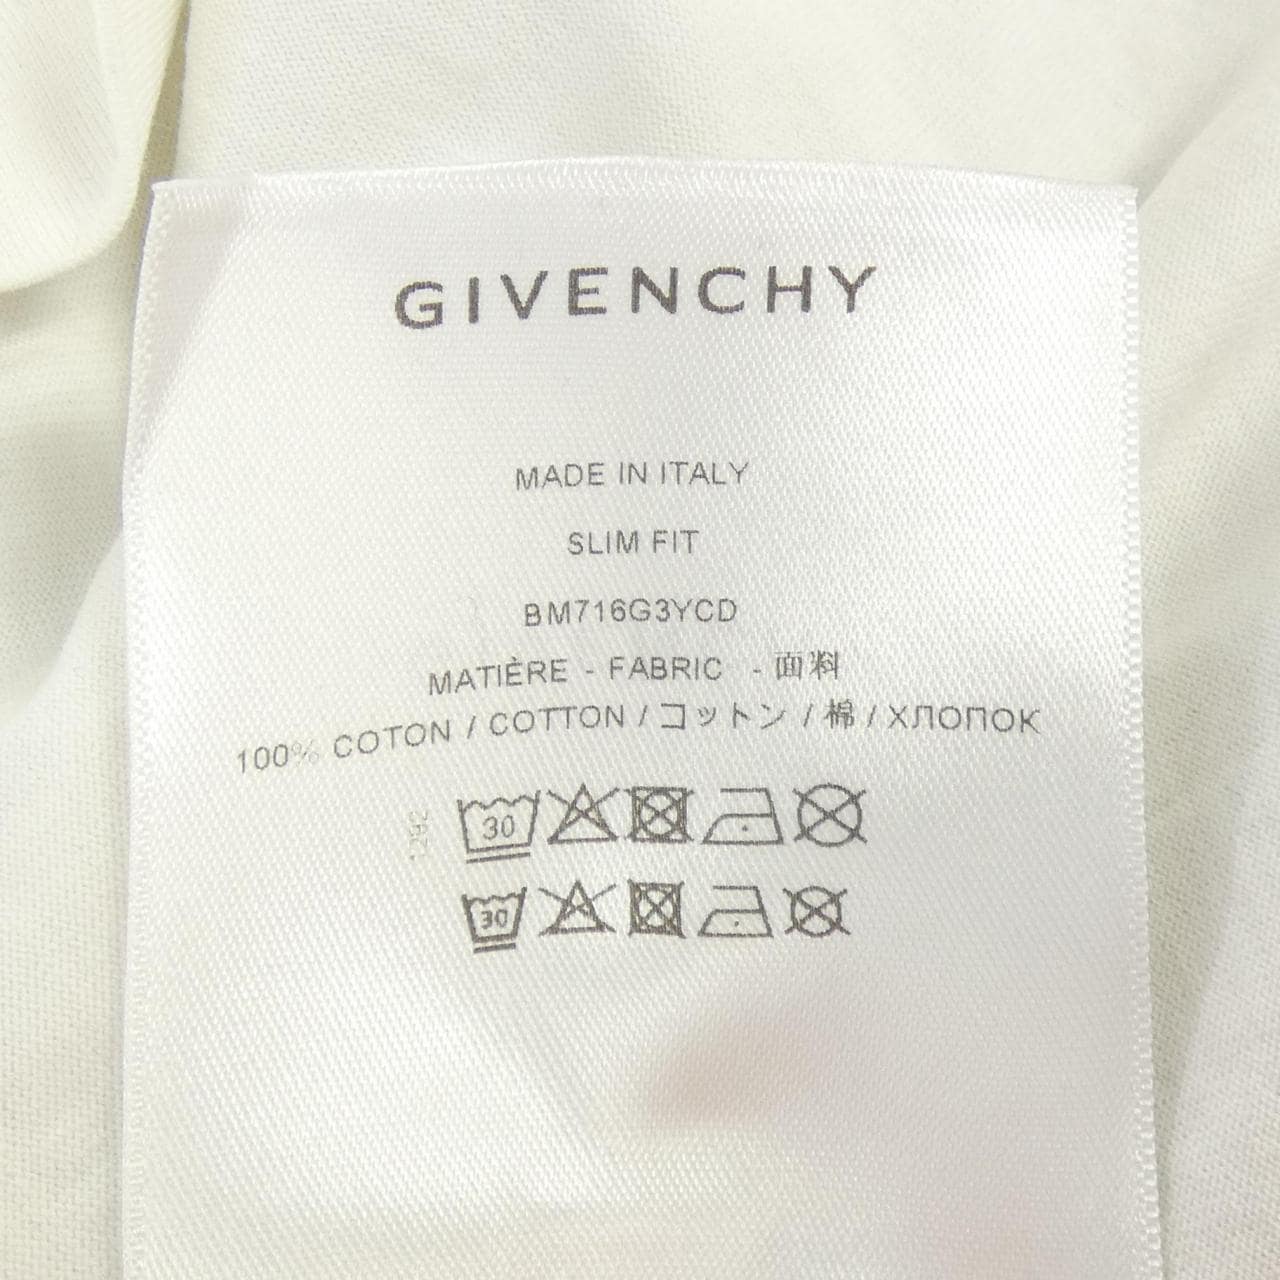 GIVENCHY
MADE IN ITALY
SLIM FIT
BM716G3YCD
MATIÈRE - FABRIC - 面料
100% COTON / COTTON / コットン / 棉 / ХЛОПОК
30
30